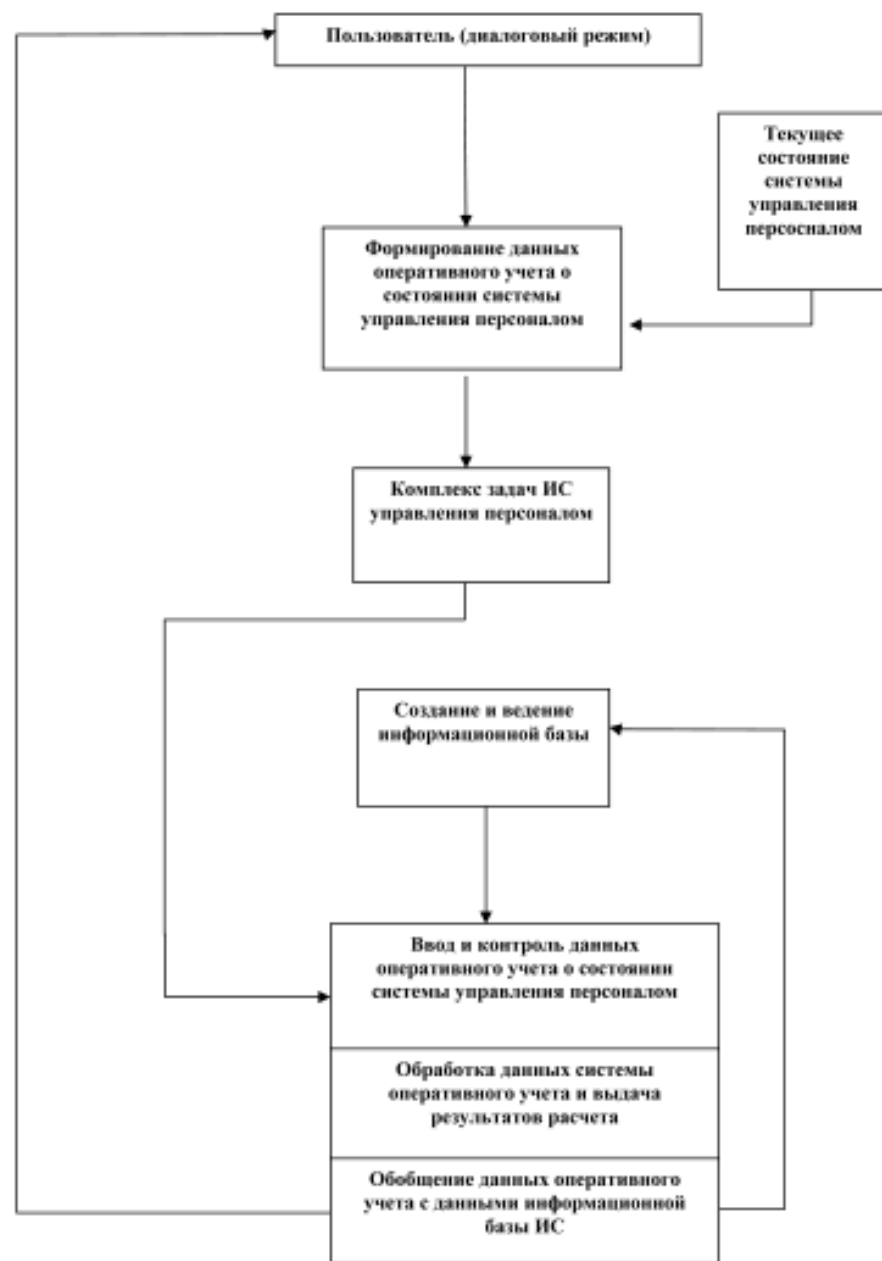 Пользователь (диалоговый режим)
Текущее
состояние
системы
управления
персосналом
Формирование данных
оперативного учета о
состоянии системы
управления персоналом
Комплекс задач ИС
управления персоналом
Создание и ведение
информационной базы
Ввод и контроль данных
оперативного учета о состоянии
системы управления персоналом
Обработка данных системы
оперативного учета и выдача
результатов расчета
Обобщение данных оперативного
учета с данными информационной
базы ИС